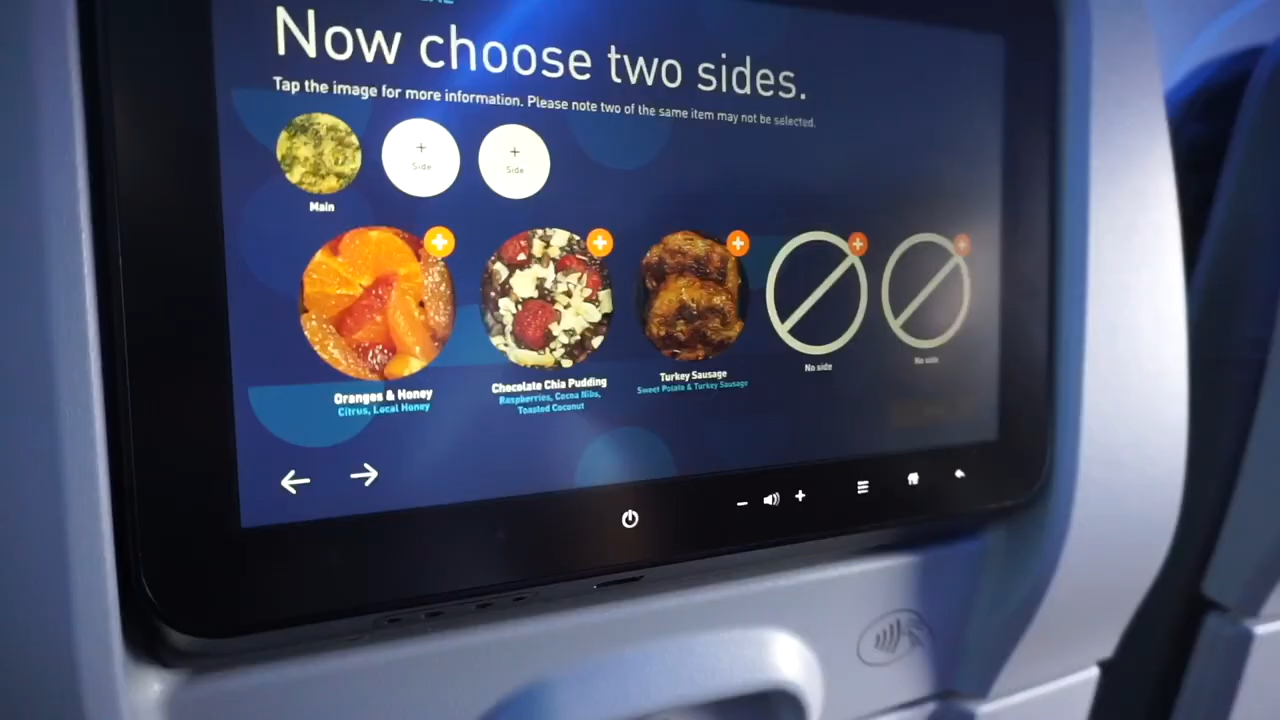 Now choose two sides.
Tap the image for more information. Please note two of the same item may not be selected.
+
Side
+
Side
Main
Oranges & Honey
Citrus, Local Honey
Chocolate Chia Pudding
Raspberries, Cocoa Nibs,
Toasted Coconut
Turkey Sausage
Sweet Potato & Turkey Sausage
No side
No side